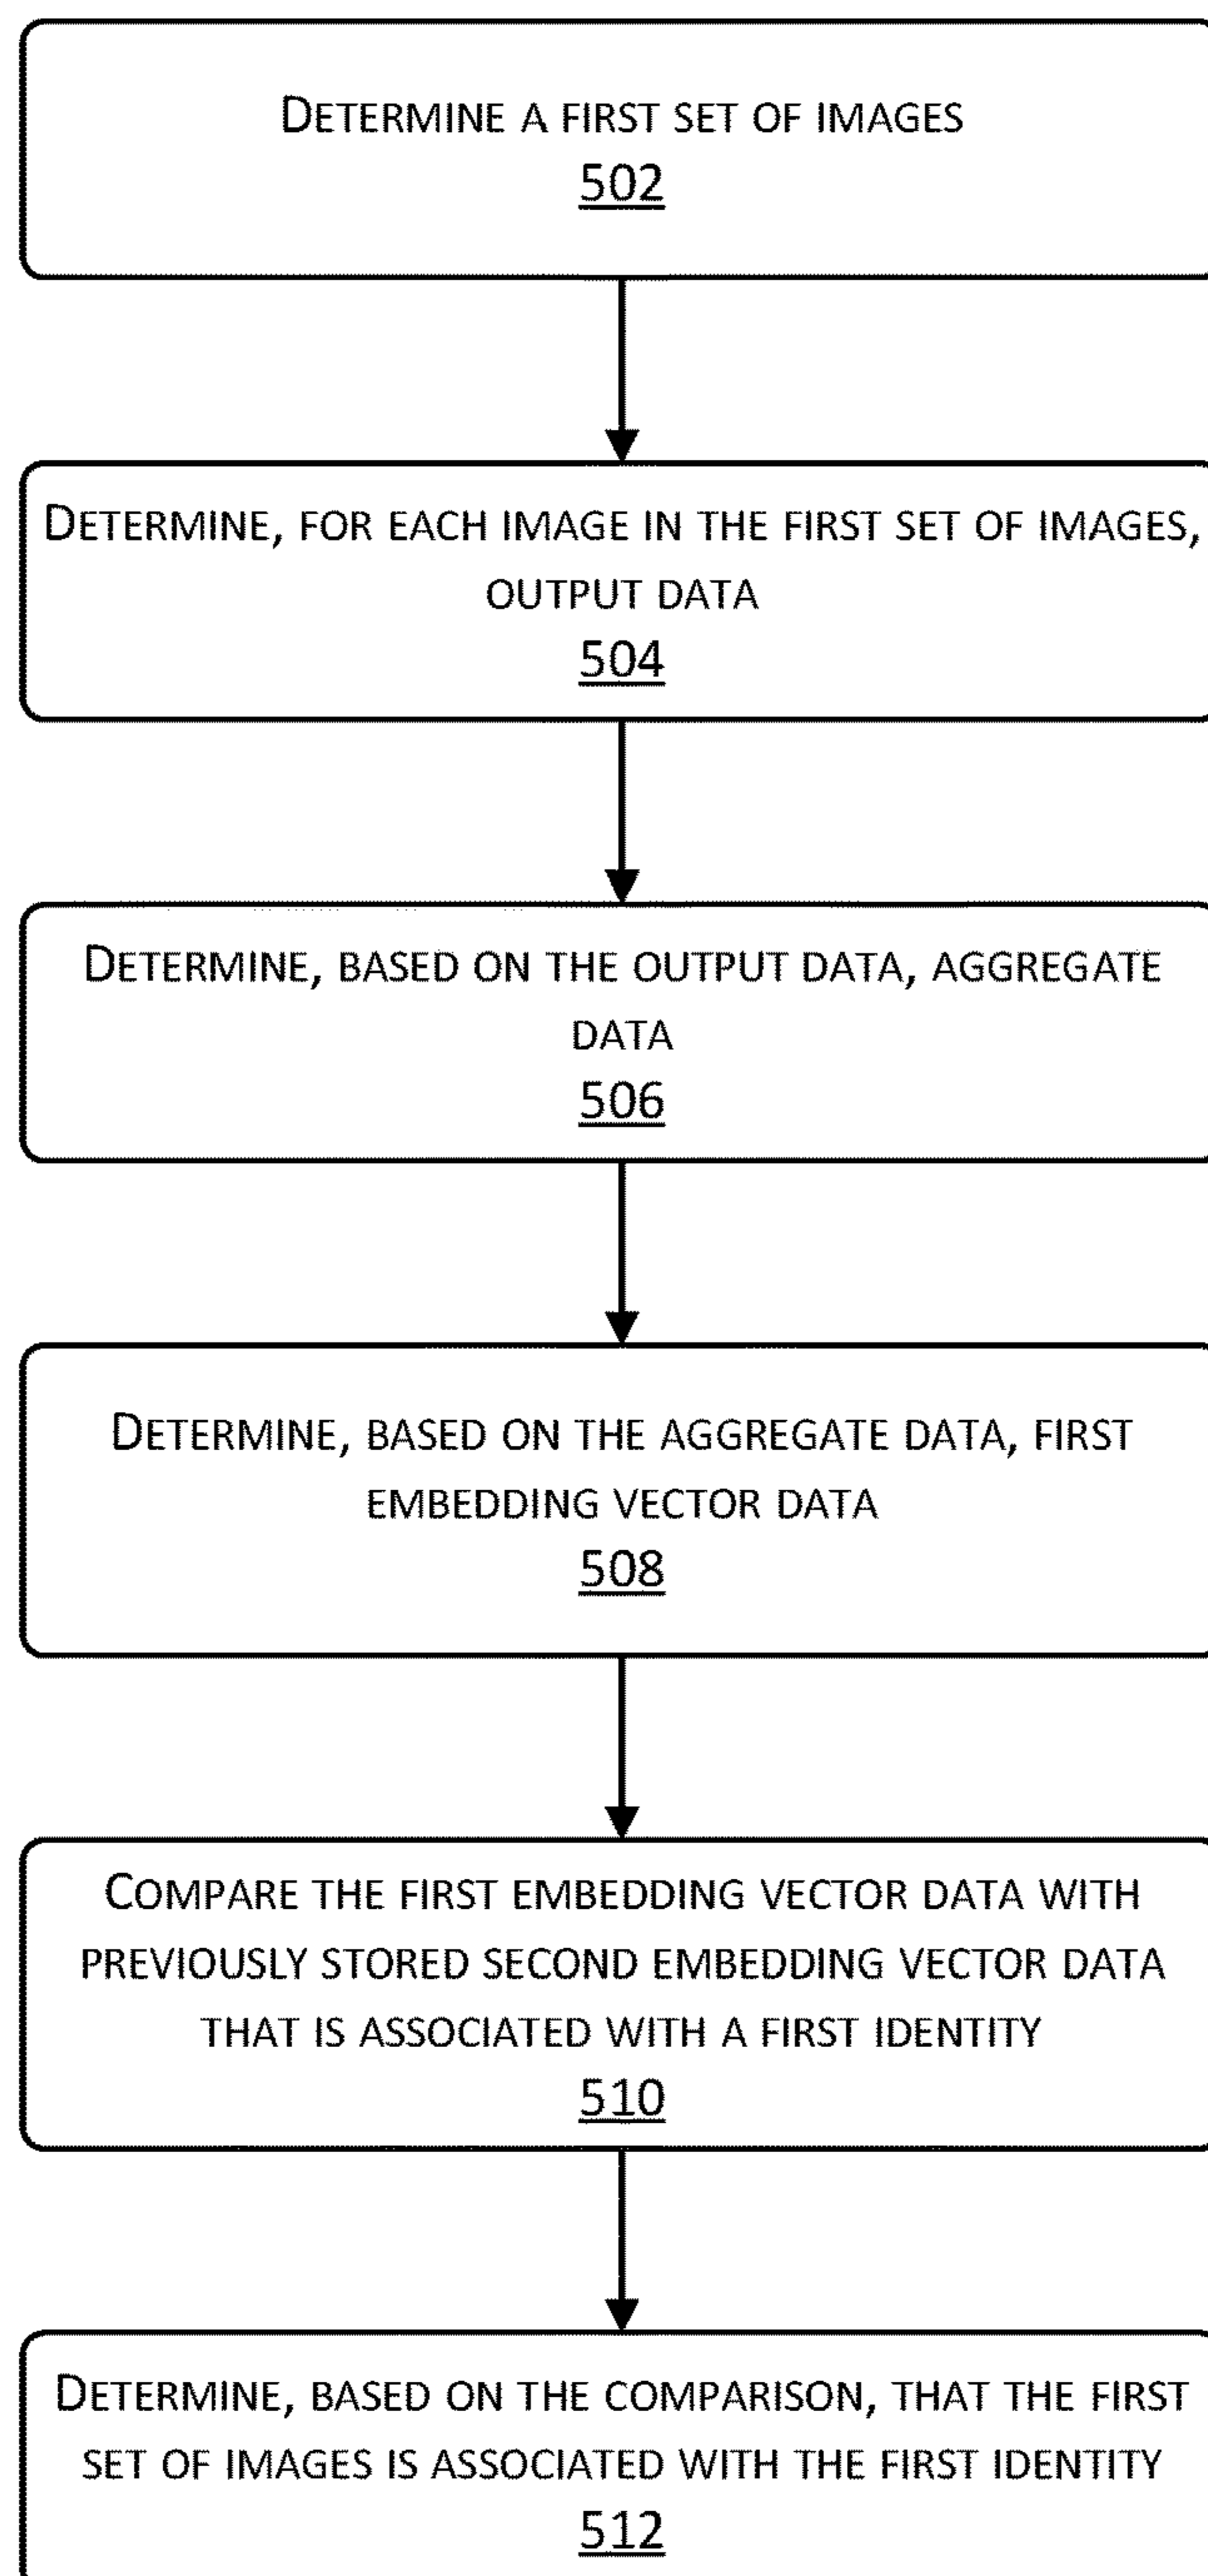 DETERMINE A FIRST SET OF IMAGES
502
DETERMINE, FOR EACH IMAGE IN THE FIRST SET OF IMAGES,
OUTPUT DATA
504
DETERMINE, BASED ON THE OUTPUT DATA, AGGREGATE
DATA
506
DETERMINE, BASED ON THE AGGREGATE DATA, FIRST
EMBEDDING VECTOR DATA
508
COMPARE THE FIRST EMBEDDING VECTOR DATA WITH
PREVIOUSLY STORED SECOND EMBEDDING VECTOR DATA
THAT IS ASSOCIATED WITH A FIRST IDENTITY
510
DETERMINE, BASED ON THE COMPARISON, THAT THE FIRST
SET OF IMAGES IS ASSOCIATED WITH THE FIRST IDENTITY
512